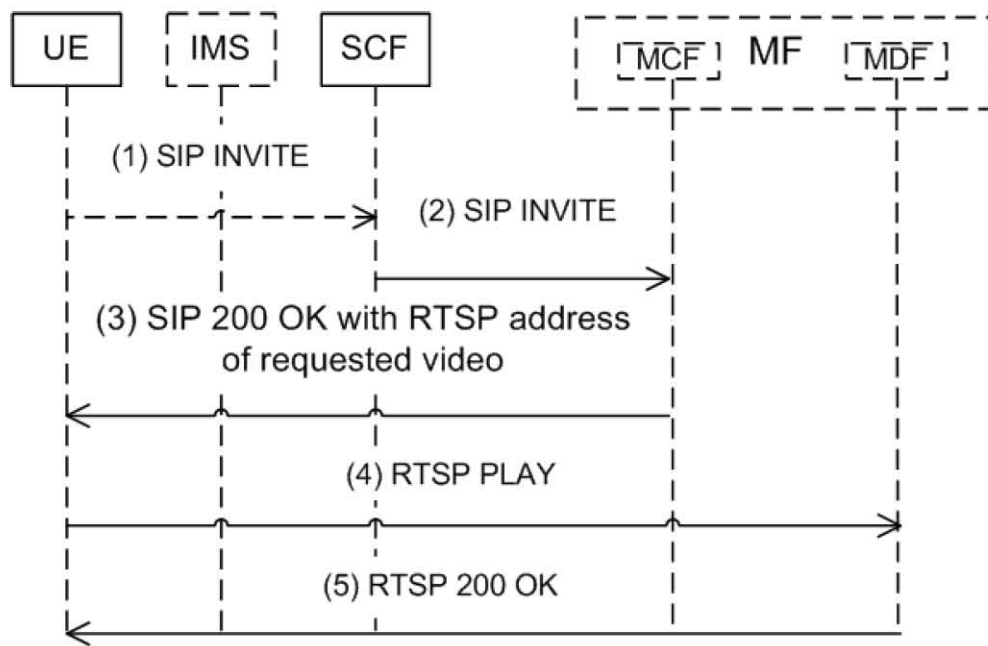 UE
IMS
SCF
MCF
MF
MDF
(1) SIP INVITE
(2) SIP INVITE
(3) SIP 200 OK with RTSP address
of requested video
(4) RTSP PLAY
(5) RTSP 200 OK